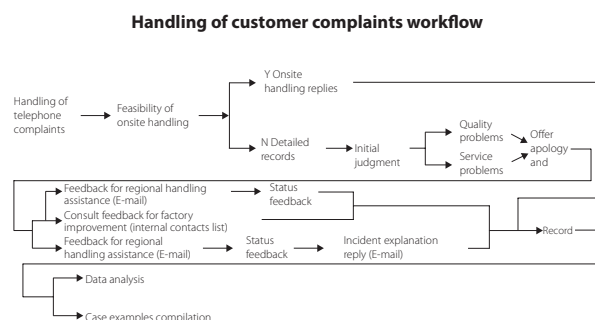 Handling of customer complaints workflow
Y Onsite
handling replies
Handling of
telephone
complaints
Feasibility of
onsite handling
N Detailed
records
Initial
judgment
Quality
problems
Service
problems
Offer
apology
and
Feedback for regional handling
assistance (E-mail)
Status
feedback
Consult feedback for factory
improvement (internal contacts list)
Feedback for regional
handling assistance (E-mail)
Status
feedback
Incident explanation
reply (E-mail)
Record
Data analysis
Case examples compilation